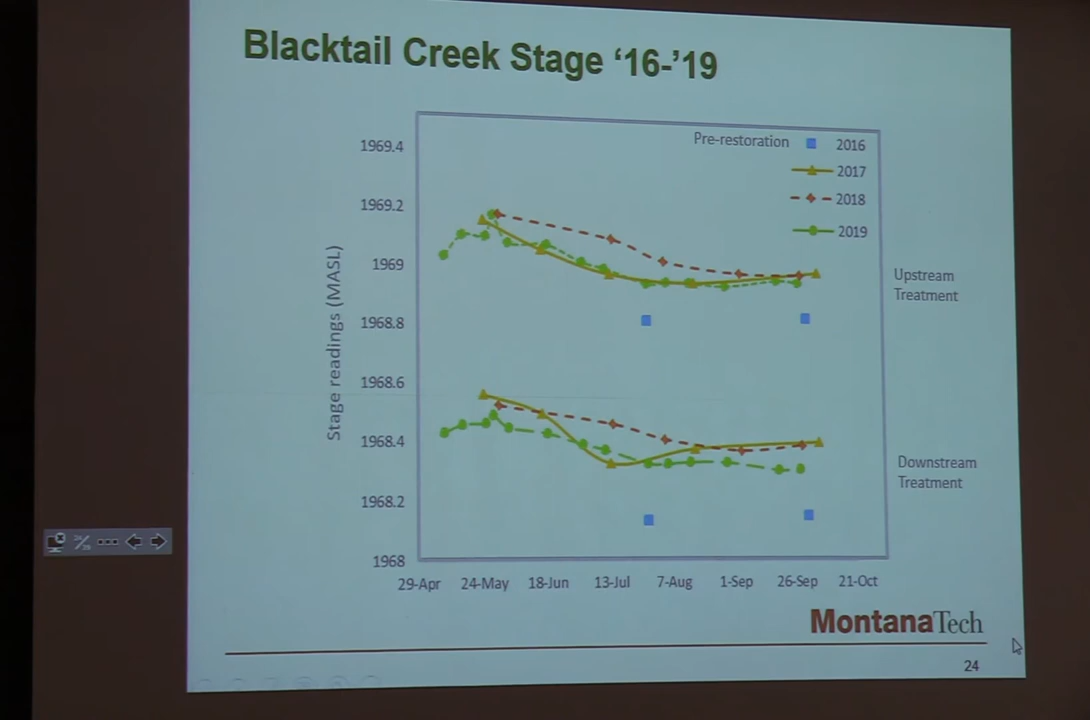 Blacktail Creek Stage ‘16-’19
Stage readings (MASL)
1969.4
1969.2
1969
1968.8
1968.6
1968.4
1968.2
1968
29-Apr 24-May 18-Jun 13-Jul 7-Aug 1-Sep 26-Sep 21-Oct
Pre-restoration 2016
2017
2018
2019
Upstream
Treatment
Downstream
Treatment
MontanaTech
24